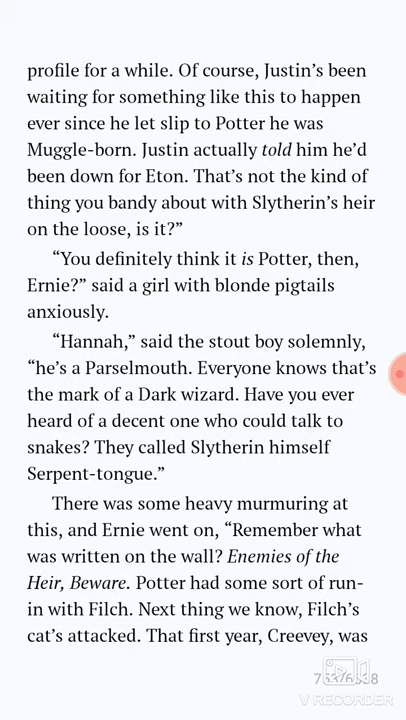 profile for a while. Of course, Justin’s been
waiting for something like this to happen
ever since he let slip to Potter he was
Muggle-born. Justin actually told him he’d
been down for Eton. That’s not the kind of
thing you bandy about with Slytherin’s heir
on the loose, is it?”
“You definitely think it is Potter, then,
Ernie?” said a girl with blonde pigtails
anxiously.
“Hannah,” said the stout boy solemnly,
“he’s a Parselmouth. Everyone knows that’s
the mark of a Dark wizard. Have you ever
heard of a decent one who could talk to
snakes? They called Slytherin himself
Serpent-tongue.”
There was some heavy murmuring at
this, and Ernie went on, “Remember what
was written on the wall? Enemies of the
Heir, Beware. Potter had some sort of run-
in with Filch. Next thing we know, Filch’s
cat’s attacked. That first year, Creevey, was
V RECORDER